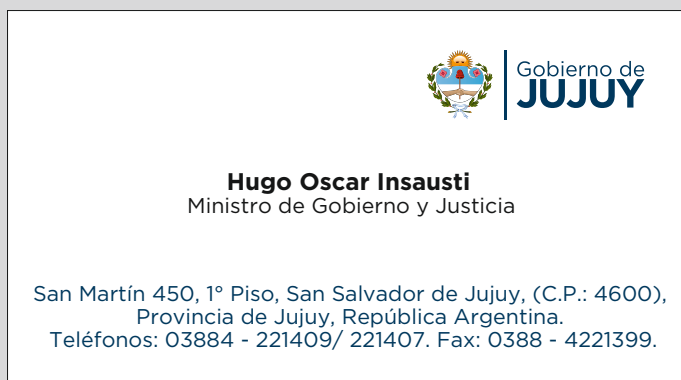 Gobierno de
JUJUY
Hugo Oscar Insausti
Ministro de Gobierno y Justicia
San Martín 450, 1° Piso, San Salvador de Jujuy, (C.P.: 4600),
Provincia de Jujuy, República Argentina.
Teléfonos: 03884 - 221409/ 221407. Fax: 0388 - 4221399.